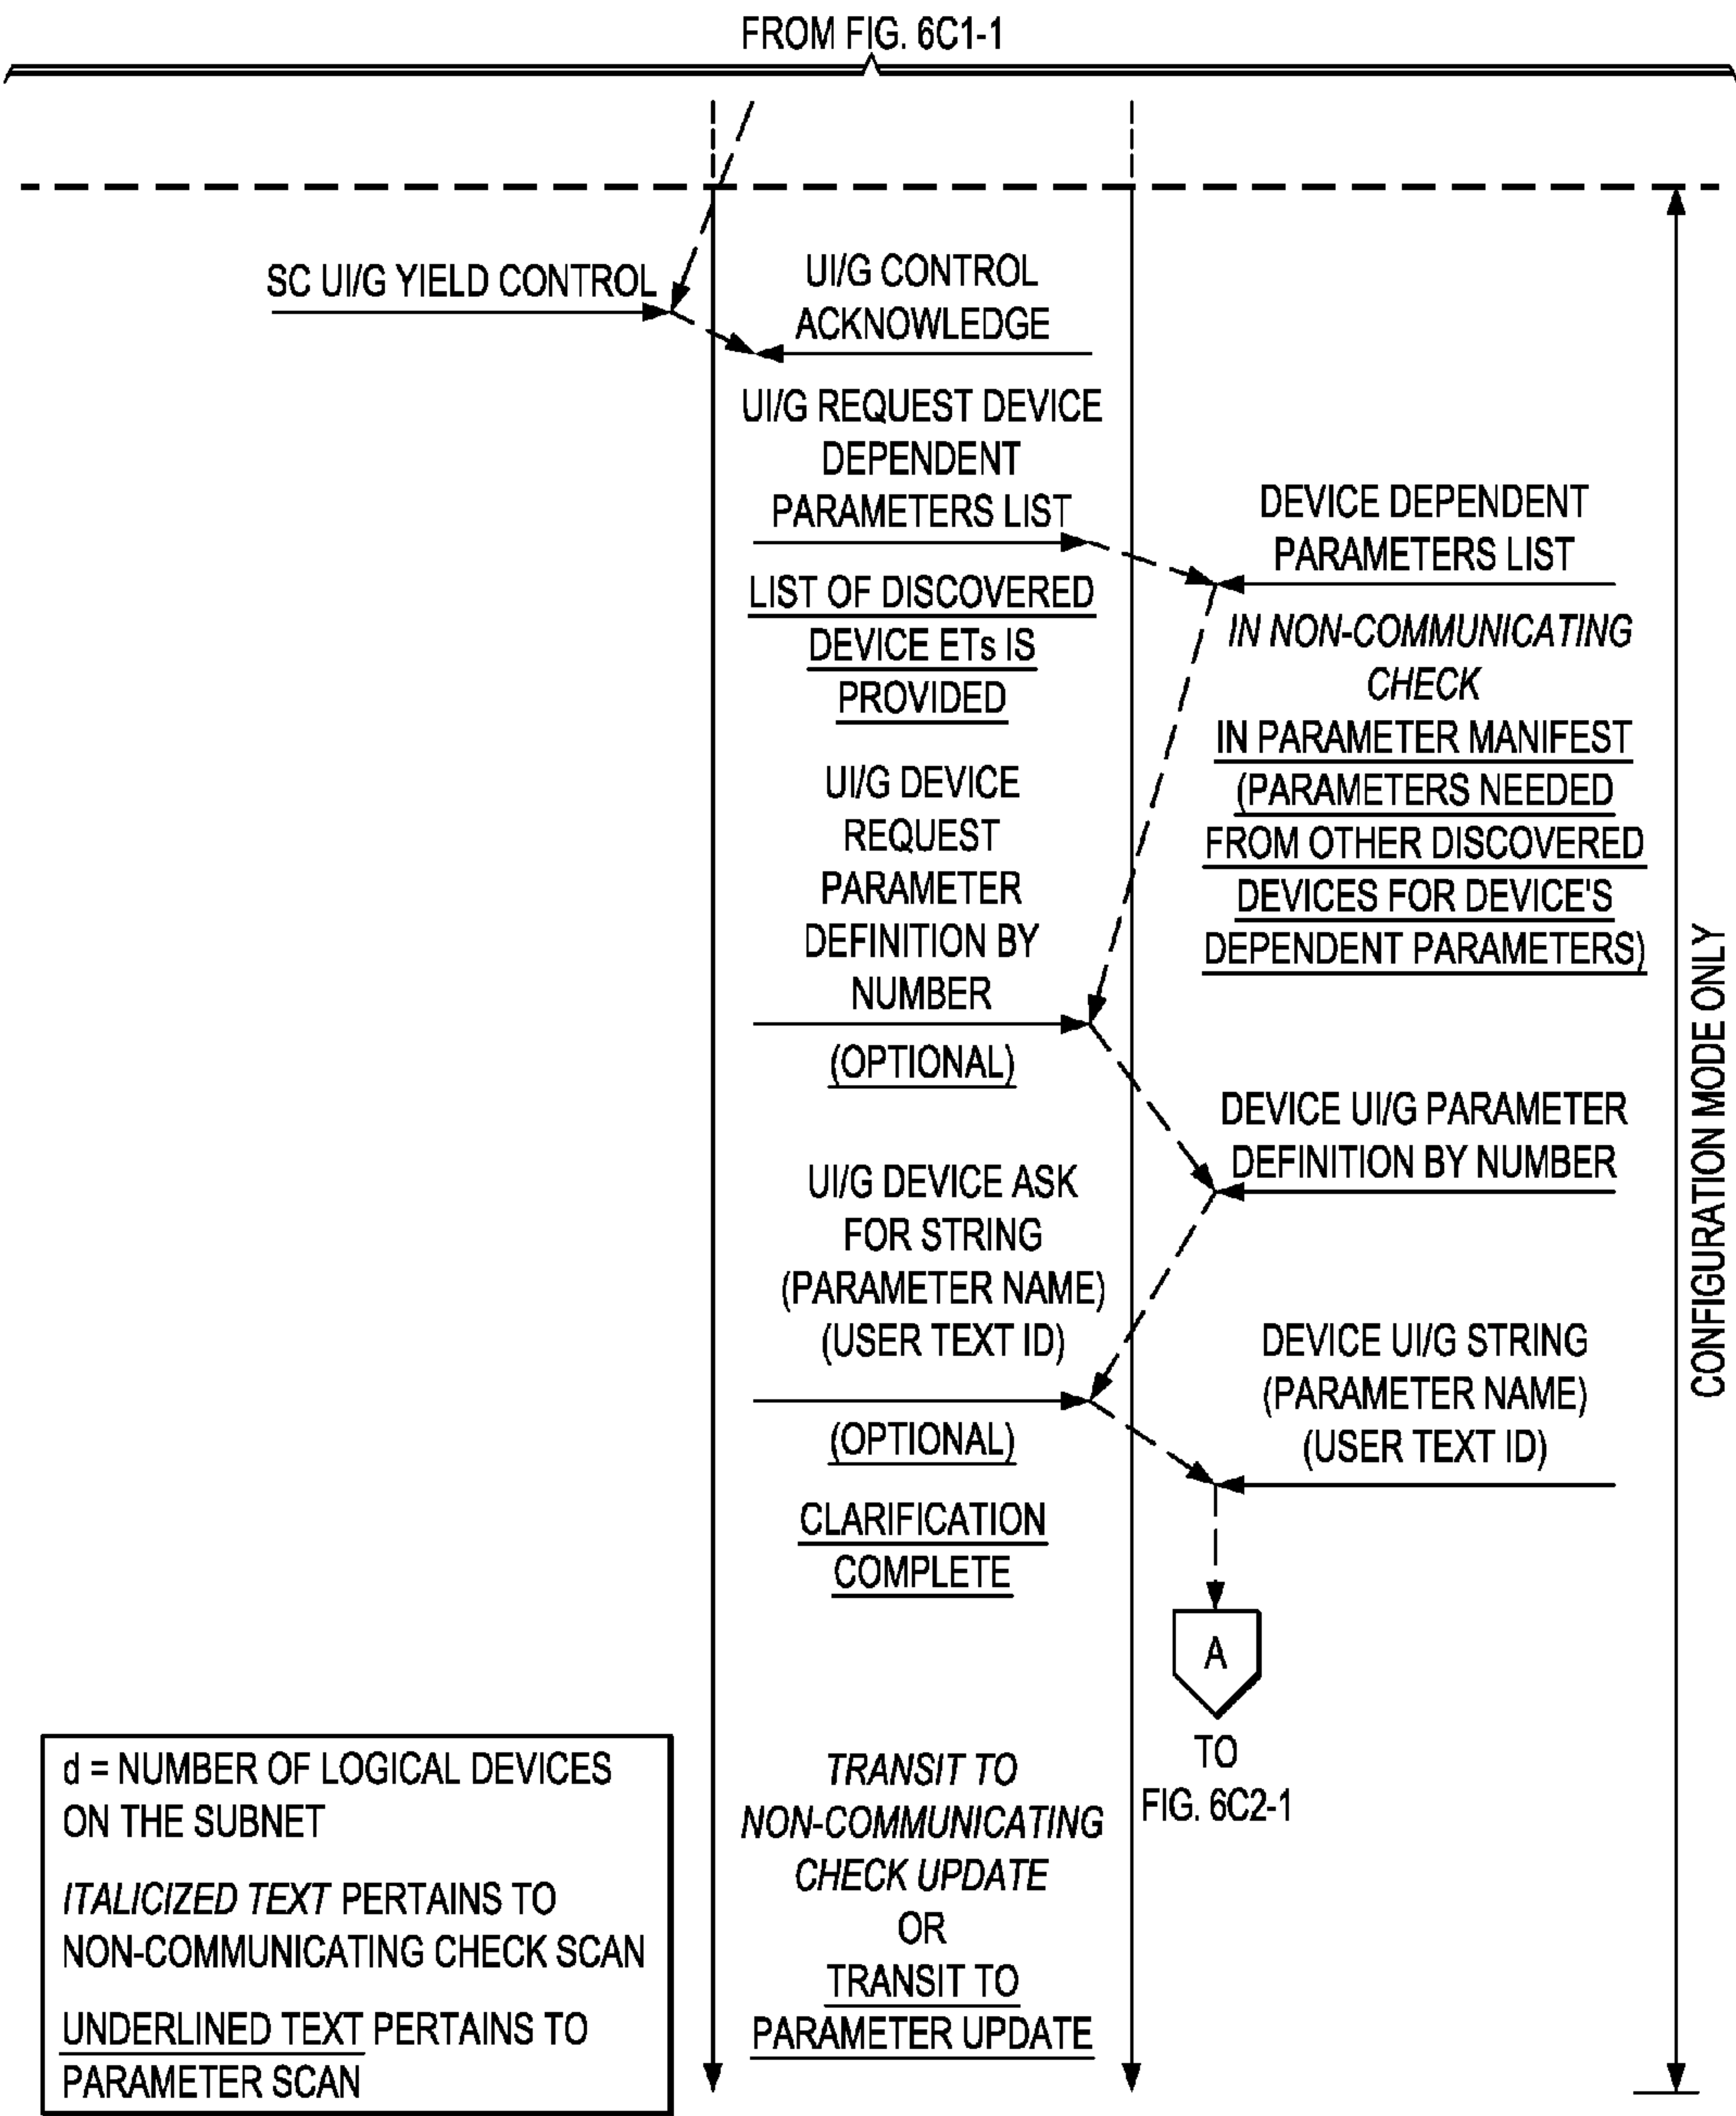 FROM FIG. 6C1-1
SC UI/G YIELD CONTROL
UI/G CONTROL
ACKNOWLEDGE
UI/G REQUEST DEVICE
DEPENDENT
PARAMETERS LIST
DEVICE DEPENDENT
PARAMETERS LIST
LIST OF DISCOVERED
DEVICE ETs IS
PROVIDED
IN NON-COMMUNICATING
CHECK
IN PARAMETER MANIFEST
(PARAMETERS NEEDED
FROM OTHER DISCOVERED
DEVICES FOR DEVICE'S
DEPENDENT PARAMETERS)
UI/G DEVICE
REQUEST
PARAMETER
DEFINITION BY
NUMBER
(OPTIONAL)
DEVICE UI/G PARAMETER
DEFINITION BY NUMBER
UI/G DEVICE ASK
FOR STRING
(PARAMETER NAME)
(USER TEXT ID)
(OPTIONAL)
DEVICE UI/G STRING
(PARAMETER NAME)
(USER TEXT ID)
CLARIFICATION
COMPLETE
A
TO
FIG. 6C2-1
TRANSIT TO
NON-COMMUNICATING
CHECK UPDATE
OR
TRANSIT TO
PARAMETER UPDATE
CONFIGURATION MODE ONLY
d = NUMBER OF LOGICAL DEVICES
ON THE SUBNET
ITALICIZED TEXT PERTAINS TO
NON-COMMUNICATING CHECK SCAN
UNDERLINED TEXT PERTAINS TO
PARAMETER SCAN